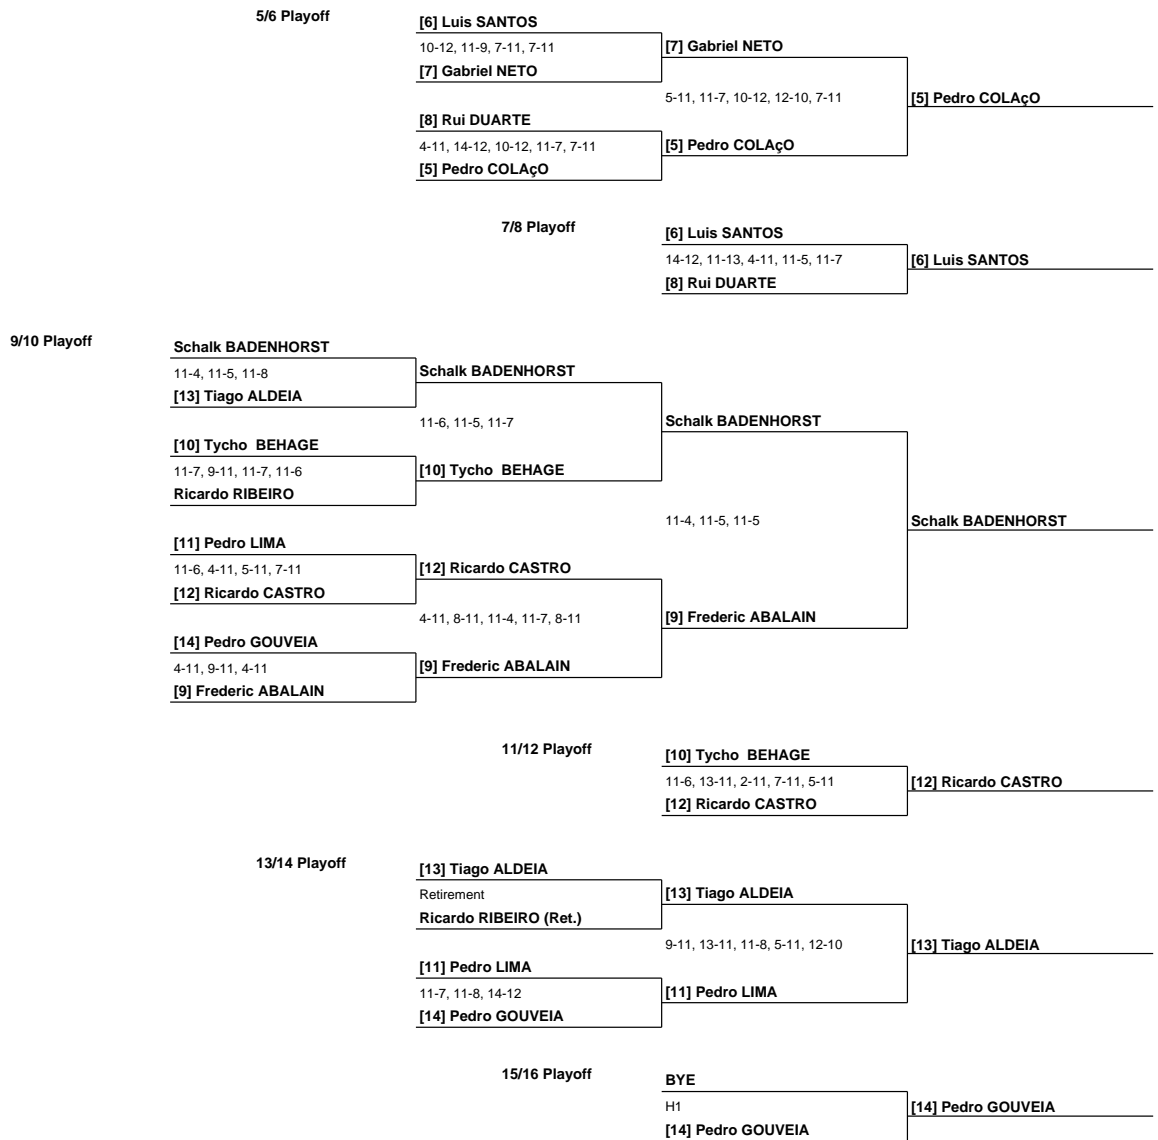 5/6 Playoff
[6] Luis SANTOS
10-12, 11-9, 7-11, 7-11
[7] Gabriel NETO
[7] Gabriel NETO
5-11, 11-7, 10-12, 12-10, 7-11
[5] Pedro COLAçO
[8] Rui DUARTE
4-11, 14-12, 10-12, 11-7, 7-11
[5] Pedro COLAçO
[5] Pedro COLAçO
7/8 Playoff
[6] Luis SANTOS
14-12, 11-13, 4-11, 11-5, 11-7
[6] Luis SANTOS
[8] Rui DUARTE
9/10 Playoff
Schalk BADENHORST
11-4, 11-5, 11-8
Schalk BADENHORST
[13] Tiago ALDEIA
11-6, 11-5, 11-7
Schalk BADENHORST
[10] Tycho  BEHAGE
11-7, 9-11, 11-7, 11-6
[10] Tycho  BEHAGE
Ricardo RIBEIRO
11-4, 11-5, 11-5
Schalk BADENHORST
[11] Pedro LIMA
11-6, 4-11, 5-11, 7-11
[12] Ricardo CASTRO
[12] Ricardo CASTRO
4-11, 8-11, 11-4, 11-7, 8-11
[9] Frederic ABALAIN
[14] Pedro GOUVEIA
4-11, 9-11, 4-11
[9] Frederic ABALAIN
[9] Frederic ABALAIN
11/12 Playoff
[10] Tycho  BEHAGE
11-6, 13-11, 2-11, 7-11, 5-11
[12] Ricardo CASTRO
[12] Ricardo CASTRO
13/14 Playoff
[13] Tiago ALDEIA
Retirement
[13] Tiago ALDEIA
Ricardo RIBEIRO (Ret.)
9-11, 13-11, 11-8, 5-11, 12-10
[13] Tiago ALDEIA
[11] Pedro LIMA
11-7, 11-8, 14-12
[11] Pedro LIMA
[14] Pedro GOUVEIA
15/16 Playoff
BYE
H1
[14] Pedro GOUVEIA
[14] Pedro GOUVEIA